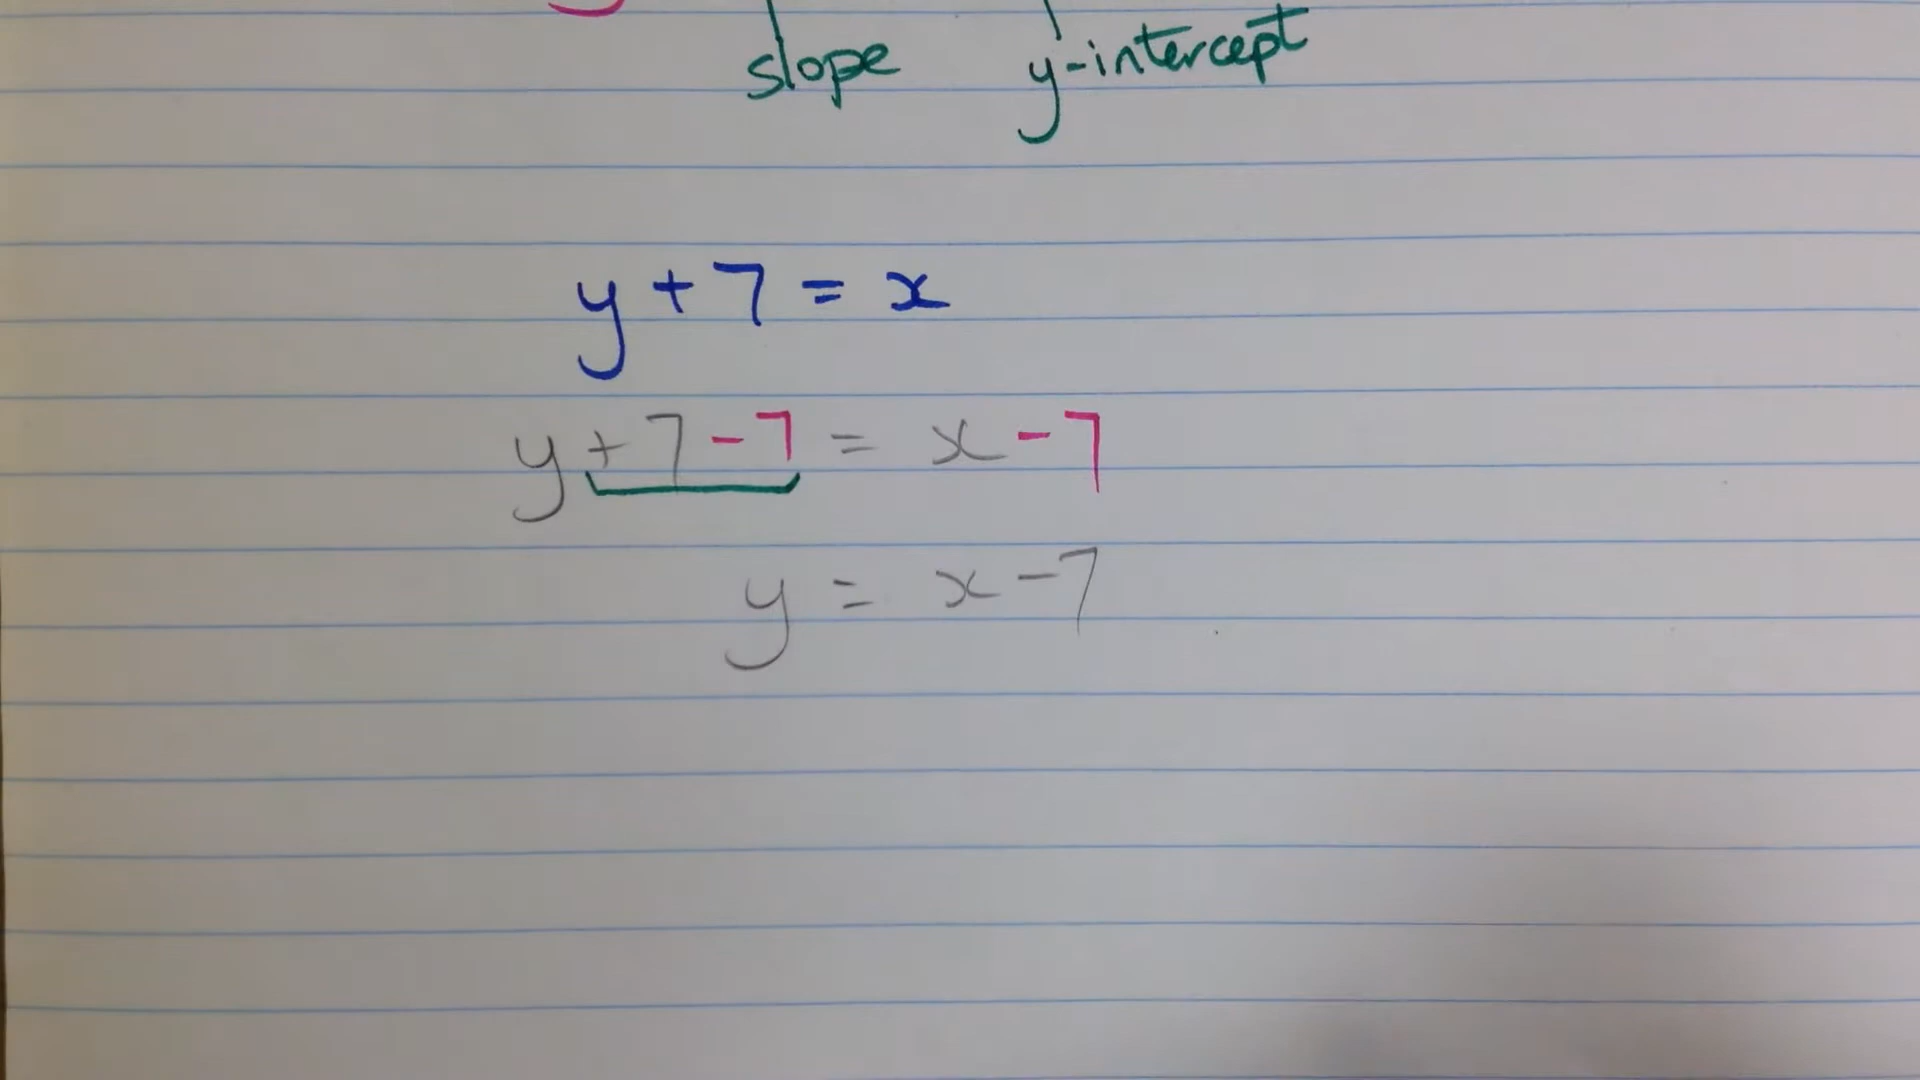 slope y-intercept
y + 7 = x
y + 7 - 7 = x - 7
y = x - 7